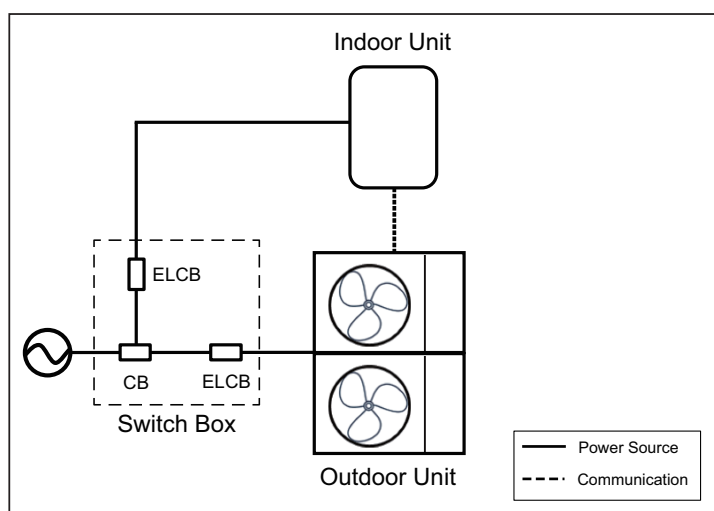 Indoor Unit
ELCB
CB
ELCB
Switch Box
Outdoor Unit
Power Source
Communication